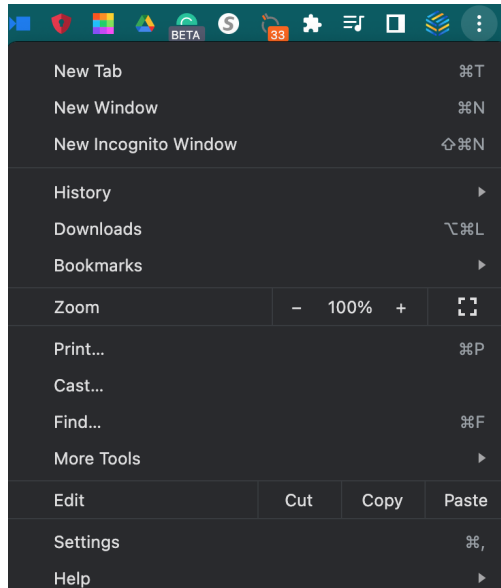 BETA
S
33
New Tab ⌘T
New Window ⌘N
New Incognito Window ⇧⌘N
History
Downloads ⌥⌘L
Bookmarks
Zoom − 100% +
Print... ⌘P
Cast...
Find... ⌘F
More Tools
Edit Cut Copy Paste
Settings ⌘,
Help